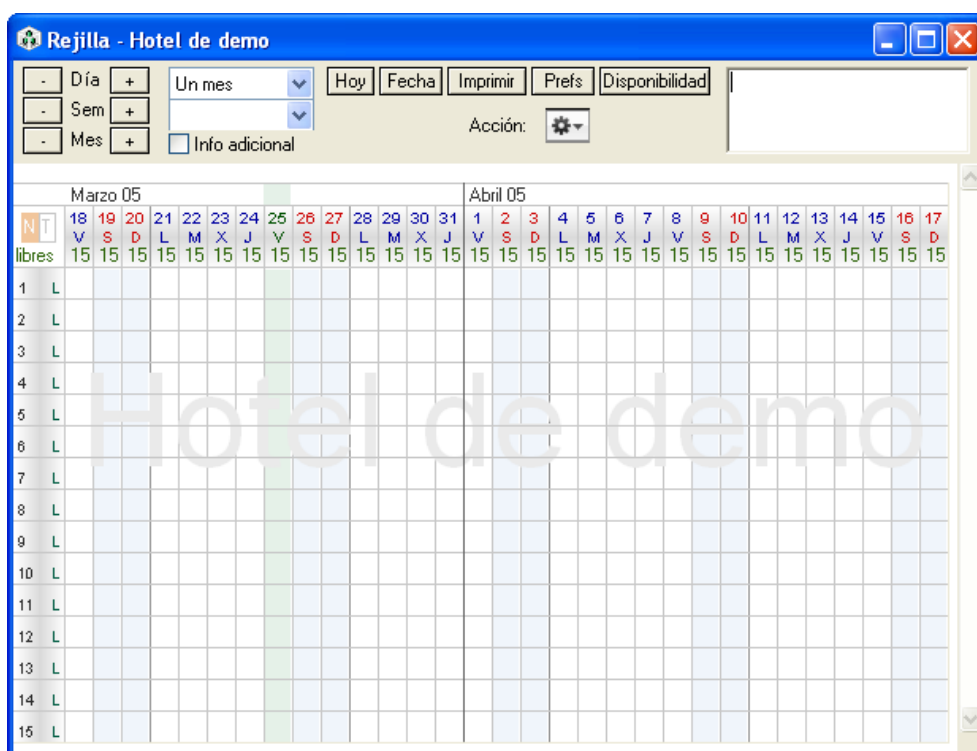 Rejilla - Hotel de demo
- Día + Un mes Hoy Fecha Imprimir Prefs Disponibilidad
- Sem +
Acción:
- Mes + Info adicional
Marzo 05 Abril 05
N T 18 19 20 21 22 23 24 25 26 27 28 29 30 31 1 2 3 4 5 6 7 8 9 10 11 12 13 14 15 16 17
V S D L M X J V S D L M X J V S D L M X J V S D L M X J V S D
libres 15 15 15 15 15 15 15 15 15 15 15 15 15 15 15 15 15 15 15 15 15 15 15 15 15 15 15 15 15 15 15
1 L
2 L
3 L
4 L
Hotel de demo
5 L
6 L
7 L
8 L
9 L
10 L
11 L
12 L
13 L
14 L
15 L